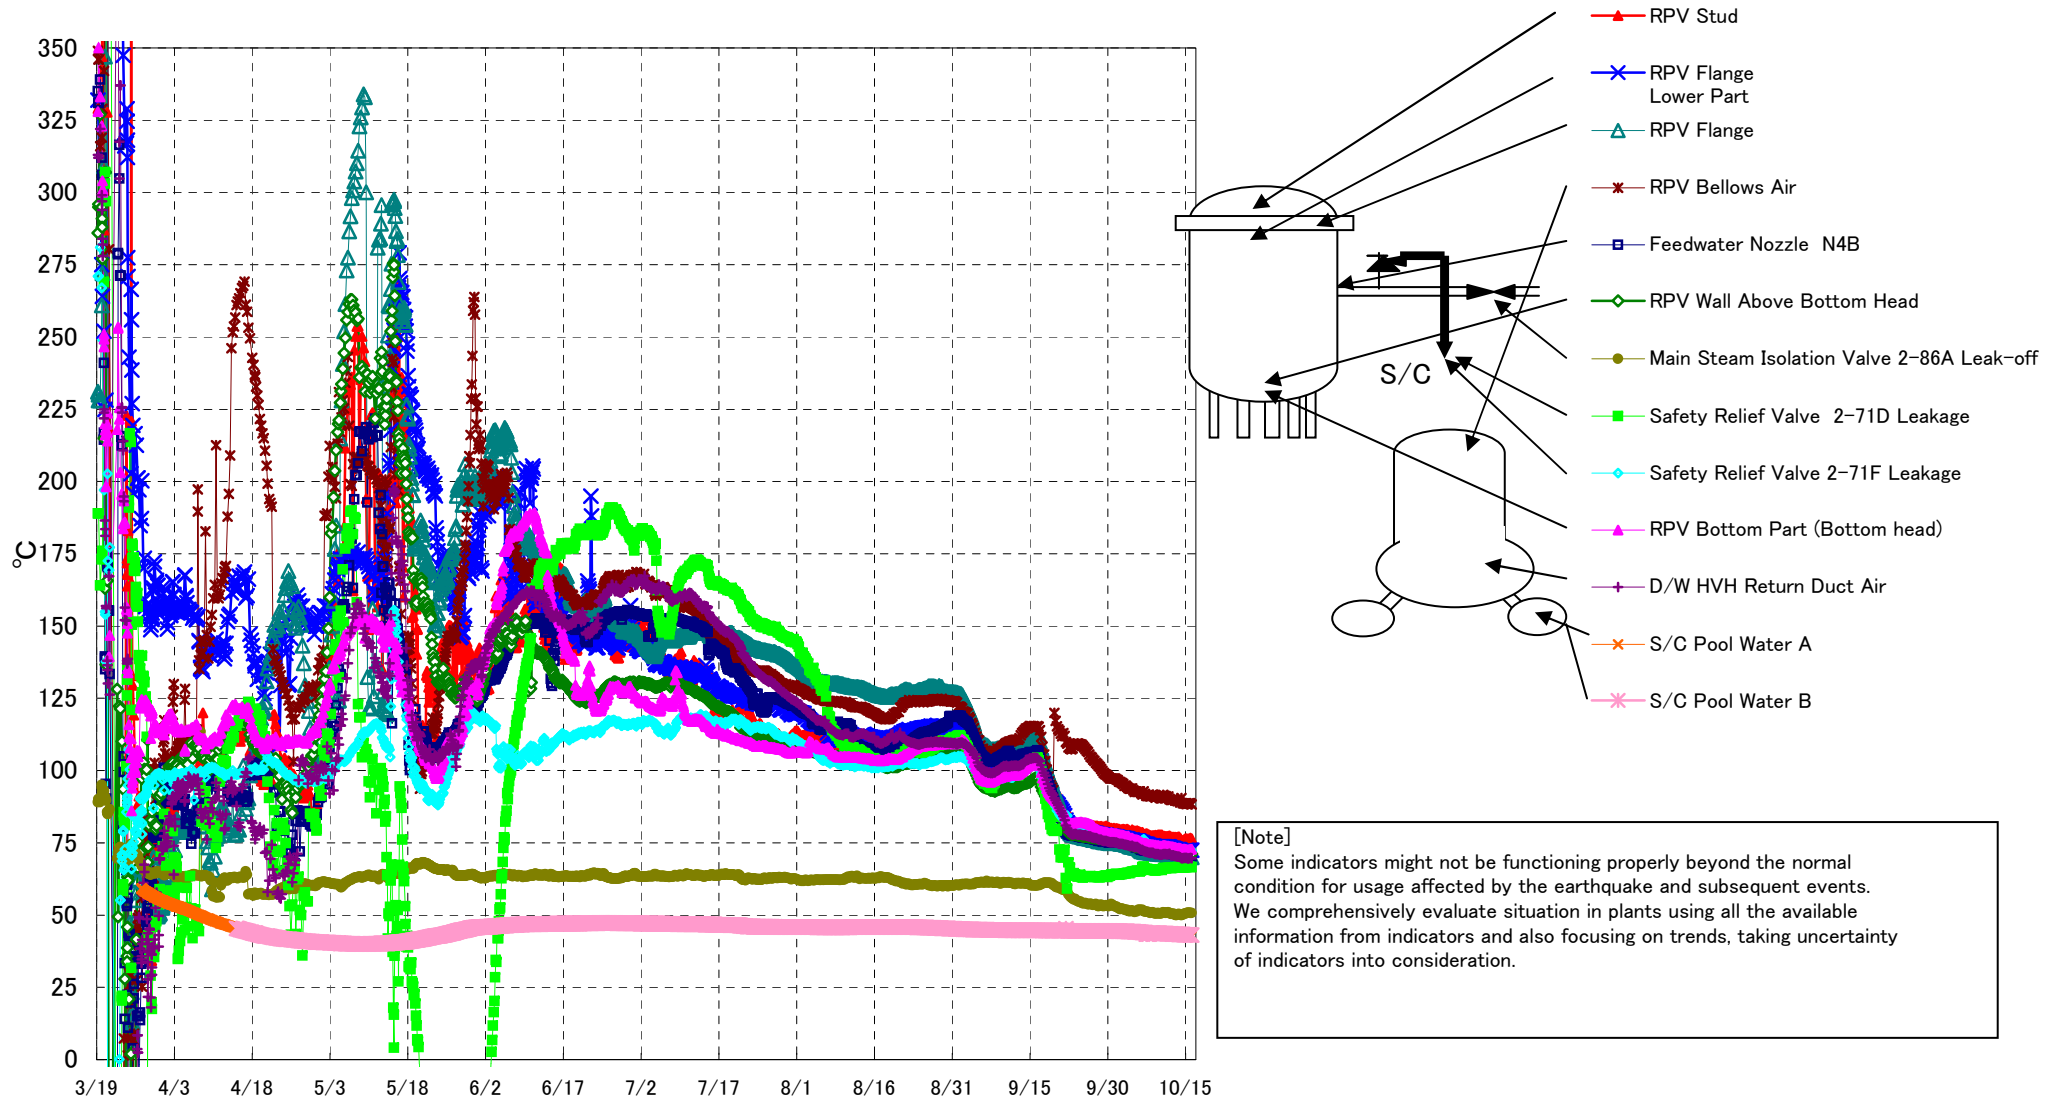 350
325
300
275
250
225
200
175
150
125
100
75
50
25
0
℃
3/19 4/3 4/18 5/3 5/18 6/2 6/17 7/2 7/17 8/1 8/16 8/31 9/15 9/30 10/15
RPV Stud
RPV Flange
Lower Part
RPV Flange
RPV Bellows Air
Feedwater Nozzle N4B
RPV Wall Above Bottom Head
Main Steam Isolation Valve 2-86A Leak-off
Safety Relief Valve 2-71D Leakage
Safety Relief Valve 2-71F Leakage
RPV Bottom Part (Bottom head)
D/W HVH Return Duct Air
S/C Pool Water A
S/C Pool Water B
S/C
[Note]
Some indicators might not be functioning properly beyond the normal
condition for usage affected by the earthquake and subsequent events.
We comprehensively evaluate situation in plants using all the available
information from indicators and also focusing on trends, taking uncertainty
of indicators into consideration.